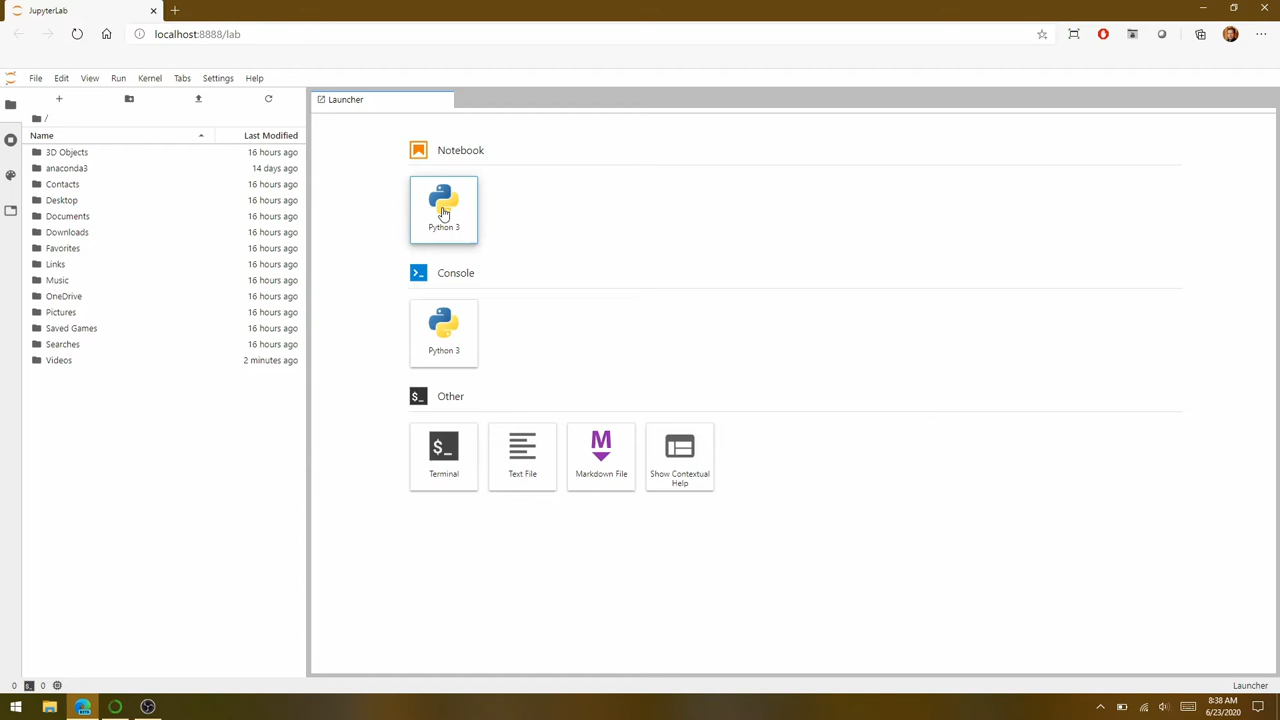 JupyterLab
localhost:8888/lab
File Edit View Run Kernel Tabs Settings Help
Launcher
/
Name Last Modified
3D Objects 16 hours ago
anaconda3 14 days ago
Contacts 16 hours ago
Desktop 16 hours ago
Documents 16 hours ago
Downloads 16 hours ago
Favorites 16 hours ago
Links 16 hours ago
Music 16 hours ago
OneDrive 16 hours ago
Pictures 16 hours ago
Saved Games 16 hours ago
Searches 16 hours ago
Videos 2 minutes ago
Notebook
Python 3
Console
Python 3
$_ Other
$_ M
Terminal Text File Markdown File Show Contextual
Help
0 $_ 0 Launcher
8:38 AM
6/23/2020